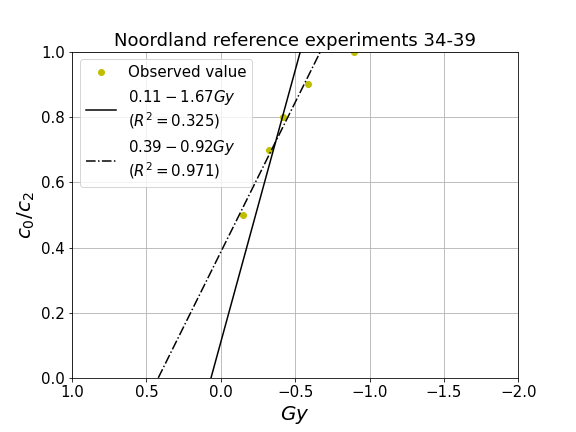 Noordland reference experiments 34-39
Observed value
0.11 − 1.67Gy
(R² = 0.325)
0.39 − 0.92Gy
(R² = 0.971)
c₀/c₂
1.0
0.8
0.6
0.4
0.2
0.0
1.0 0.5 0.0 −0.5 −1.0 −1.5 −2.0
Gy